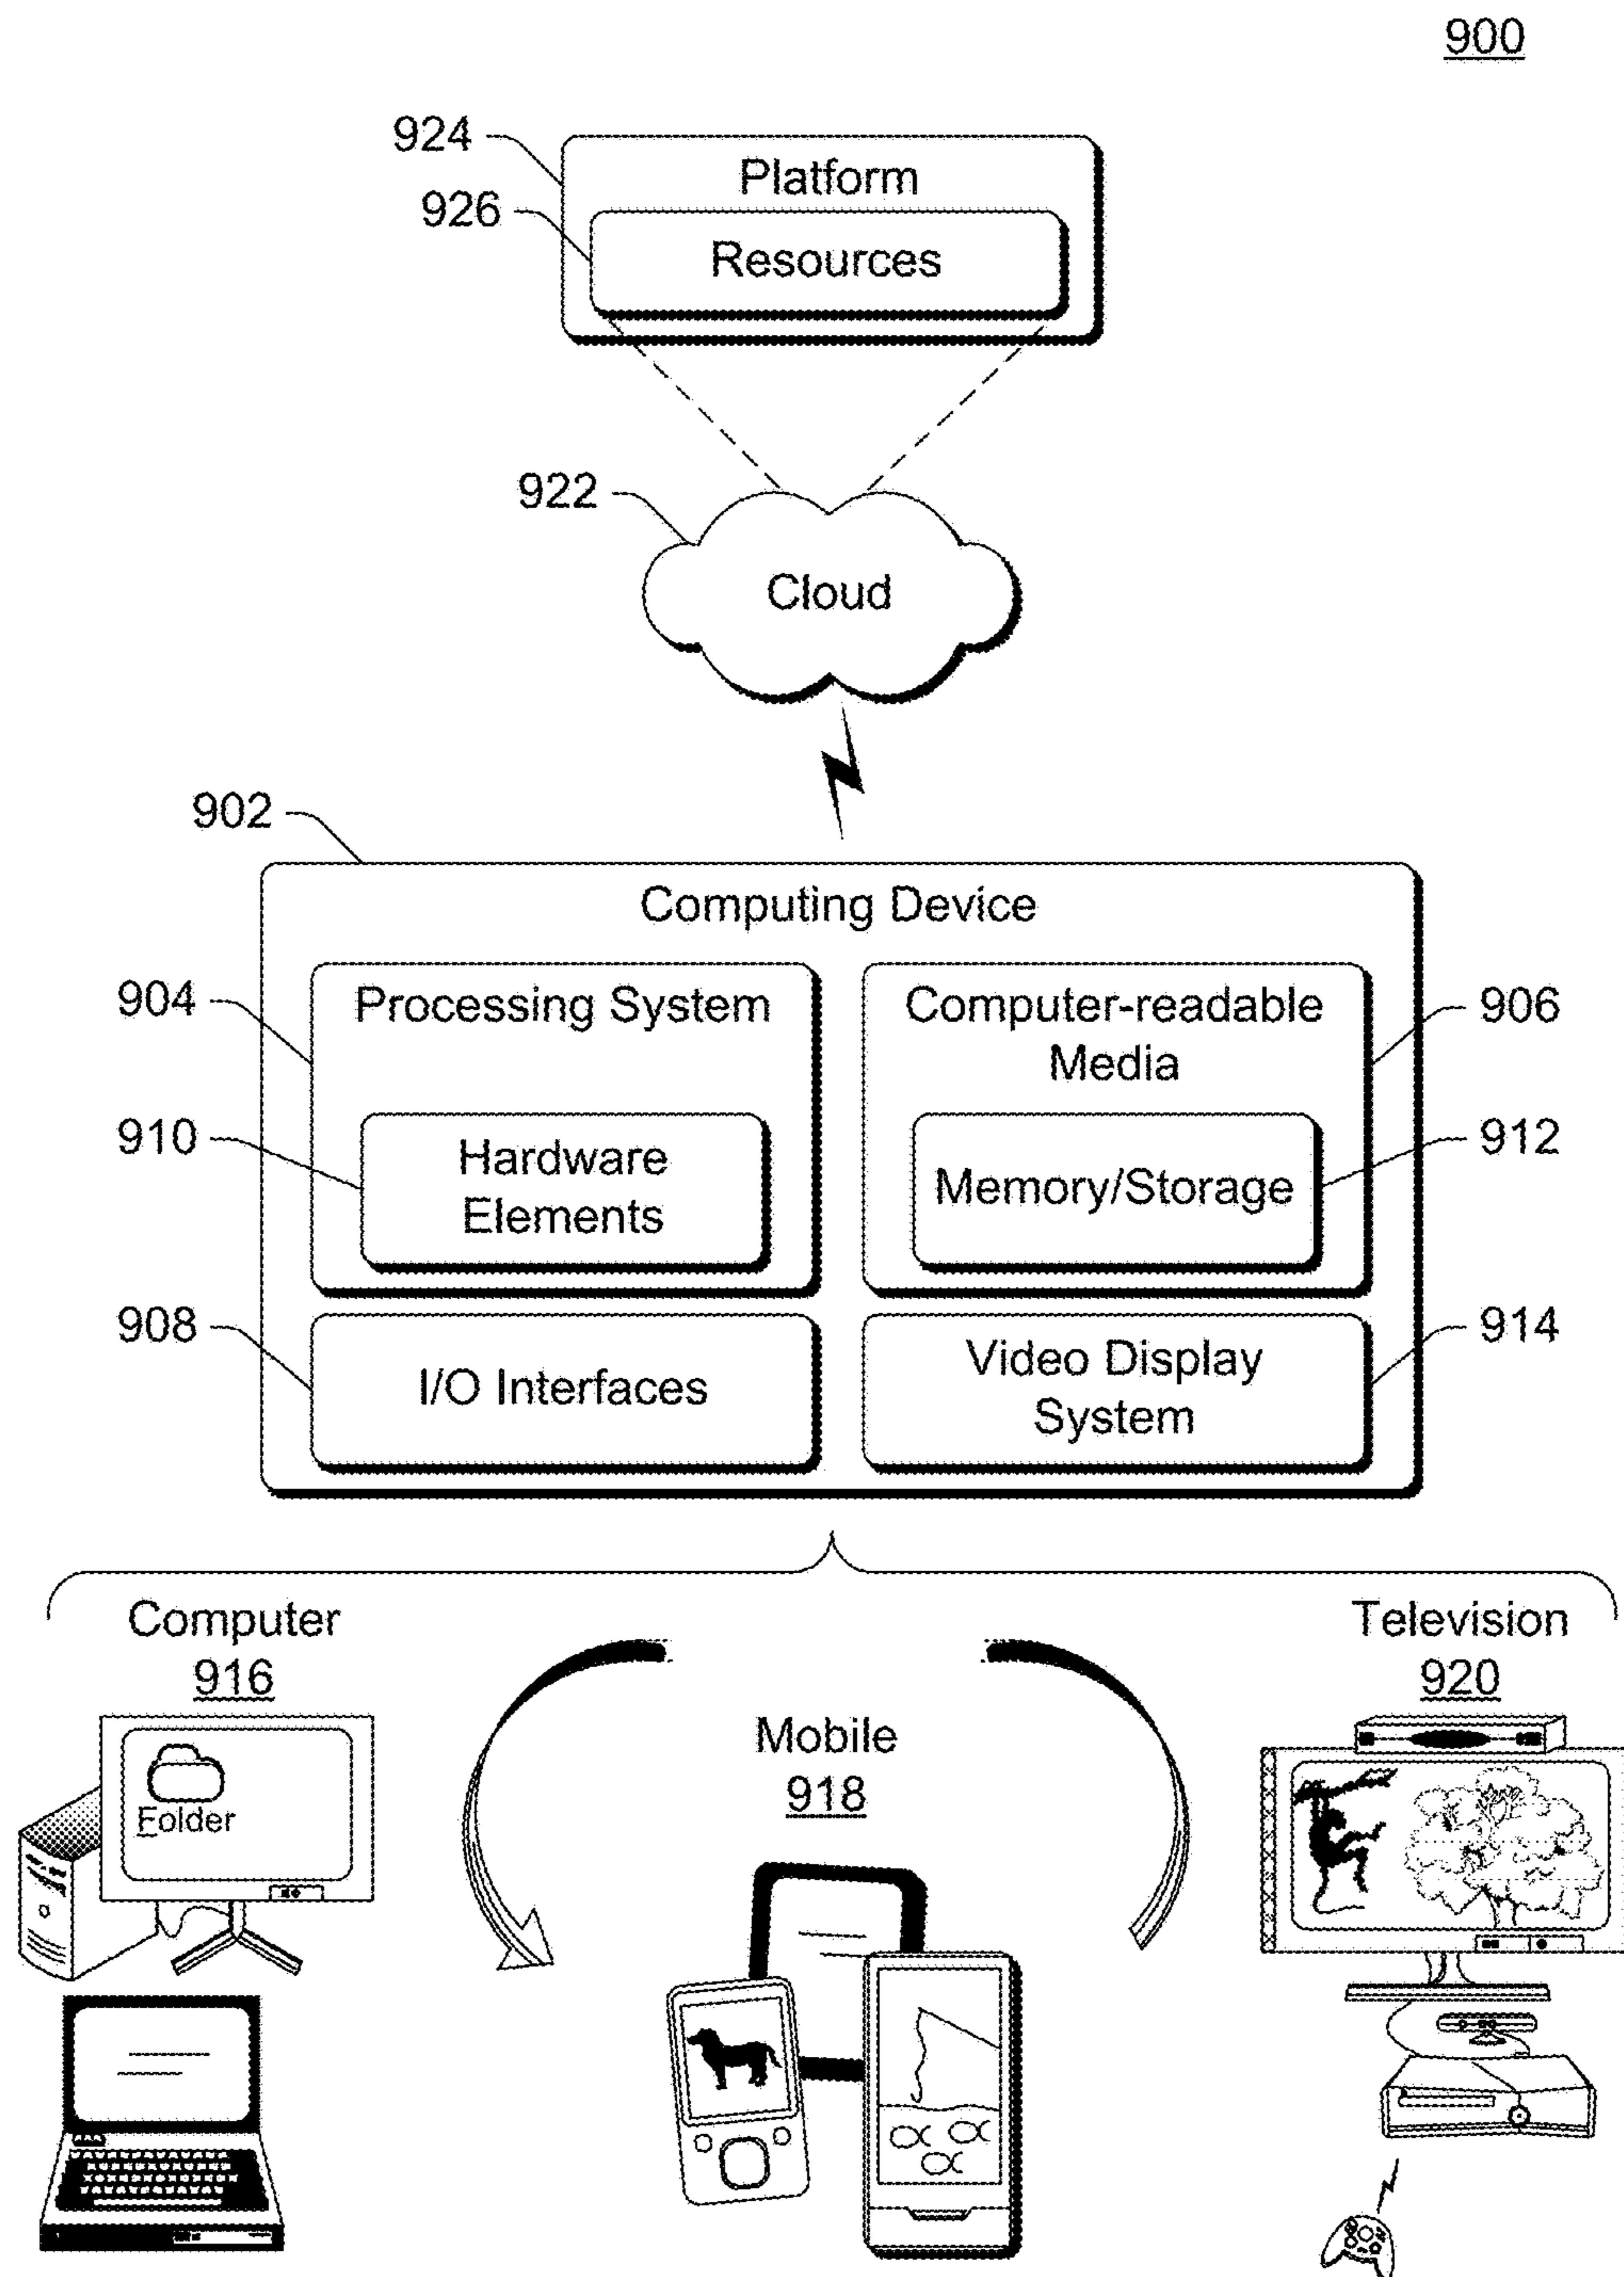 900
924
Platform
926
Resources
922
Cloud
902
Computing Device
904
Processing System
Computer-readable
Media
906
910
Hardware
Elements
Memory/Storage
912
908
I/O Interfaces
Video Display
System
914
Computer
916
Television
920
Mobile
918
Folder